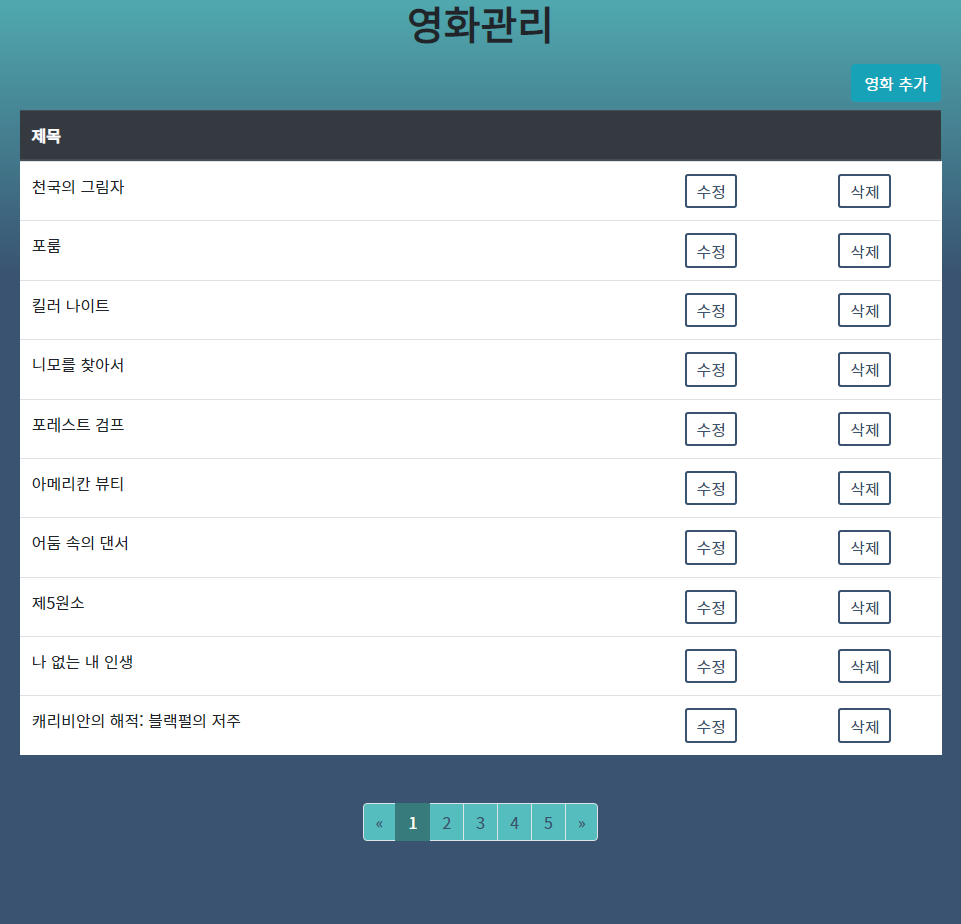 영화관리
영화 추가
제목
천국의 그림자 수정 삭제
포룸 수정 삭제
킬러 나이트 수정 삭제
니모를 찾아서 수정 삭제
포레스트 검프 수정 삭제
아메리칸 뷰티 수정 삭제
어둠 속의 댄서 수정 삭제
제5원소 수정 삭제
나 없는 내 인생 수정 삭제
캐리비안의 해적: 블랙펄의 저주 수정 삭제
« 1 2 3 4 5 »